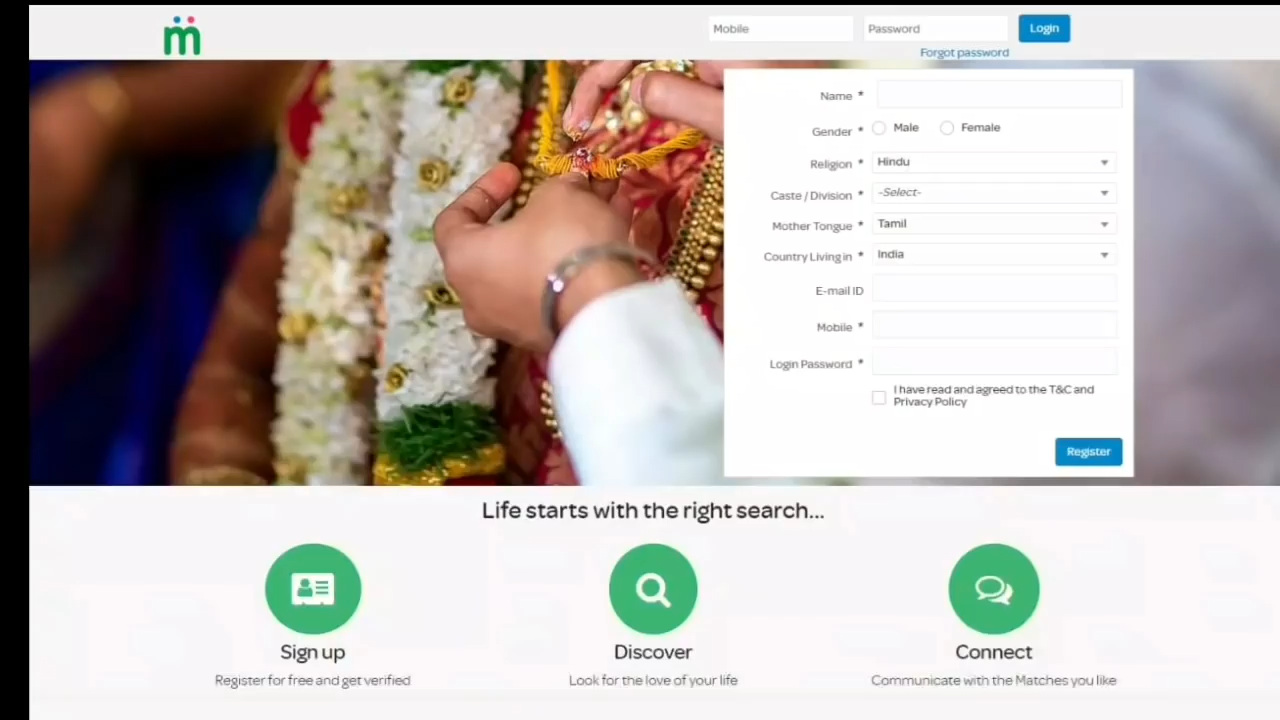 m
Mobile
Password
Login
Forgot password
Name *
Gender * Male Female
Religion * Hindu
Caste / Division * -Select-
Mother Tongue * Tamil
Country Living in * India
E-mail ID
Mobile *
Login Password *
I have read and agreed to the T&C and
Privacy Policy
Register
Life starts with the right search...
Sign up
Register for free and get verified
Discover
Look for the love of your life
Connect
Communicate with the Matches you like